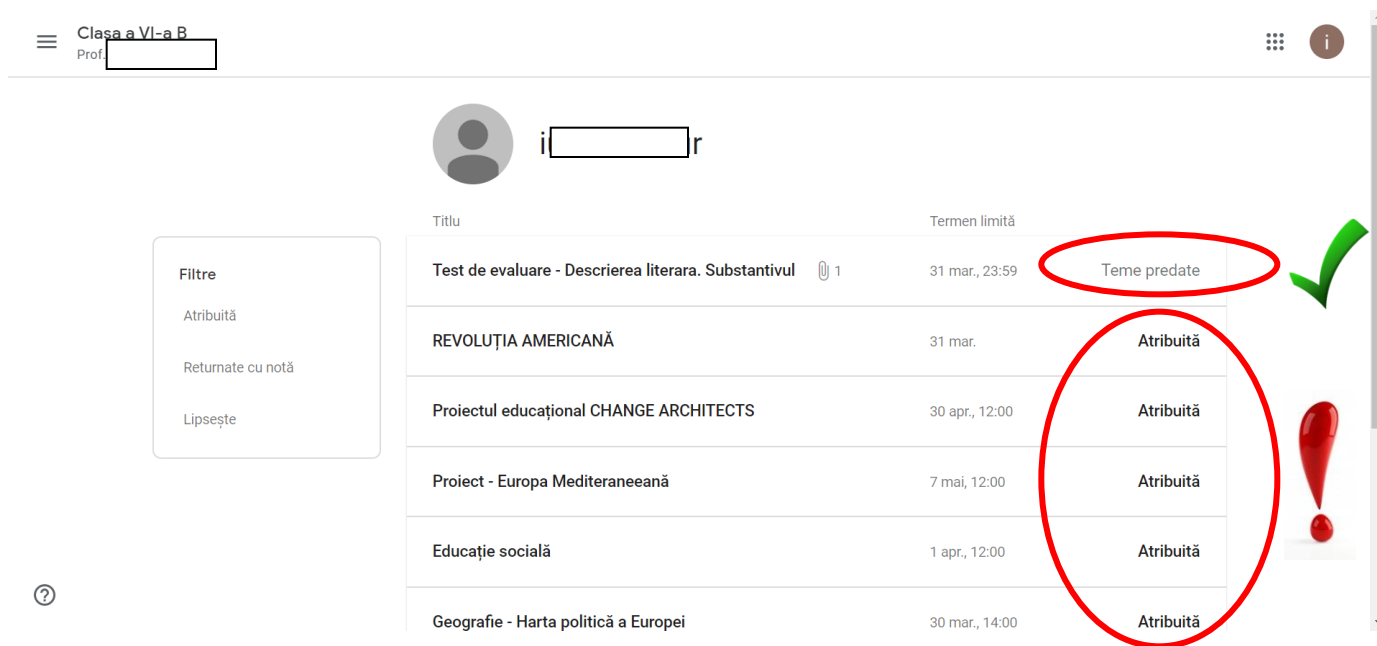 Clasa a VI-a B
Prof.
i
Titlu
Termen limită
Filtre
Atribuită
Returnate cu notă
Lipsește
Test de evaluare - Descrierea literara. Substantivul 1 31 mar., 23:59 Teme predate
REVOLUȚIA AMERICANĂ 31 mar. Atribuită
Proiectul educațional CHANGE ARCHITECTS 30 apr., 12:00 Atribuită
Proiect - Europa Mediteraneeană 7 mai, 12:00 Atribuită
Educație socială 1 apr., 12:00 Atribuită
Geografie - Harta politică a Europei 30 mar., 14:00 Atribuită